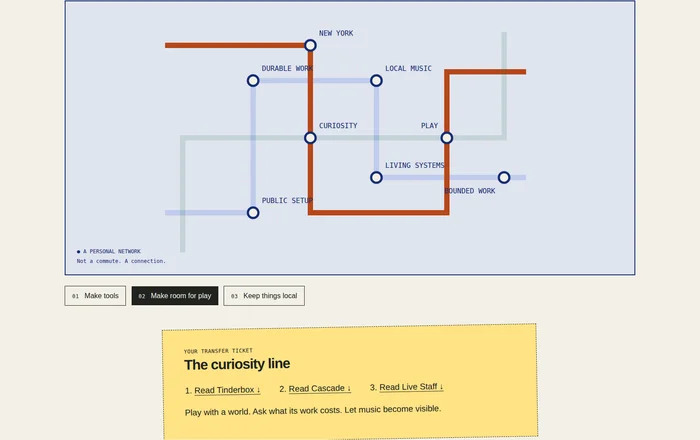 NEW YORK
DURABLE WORK
LOCAL MUSIC
CURIOSITY
PLAY
LIVING SYSTEMS
BOUNDED WORK
PUBLIC SETUP
● A PERSONAL NETWORK
Not a commute. A connection.
01 Make tools
02 Make room for play
03 Keep things local
YOUR TRANSFER TICKET
The curiosity line
1. Read Tinderbox ↓ 2. Read Cascade ↓ 3. Read Live Staff ↓
Play with a world. Ask what its work costs. Let music become visible.